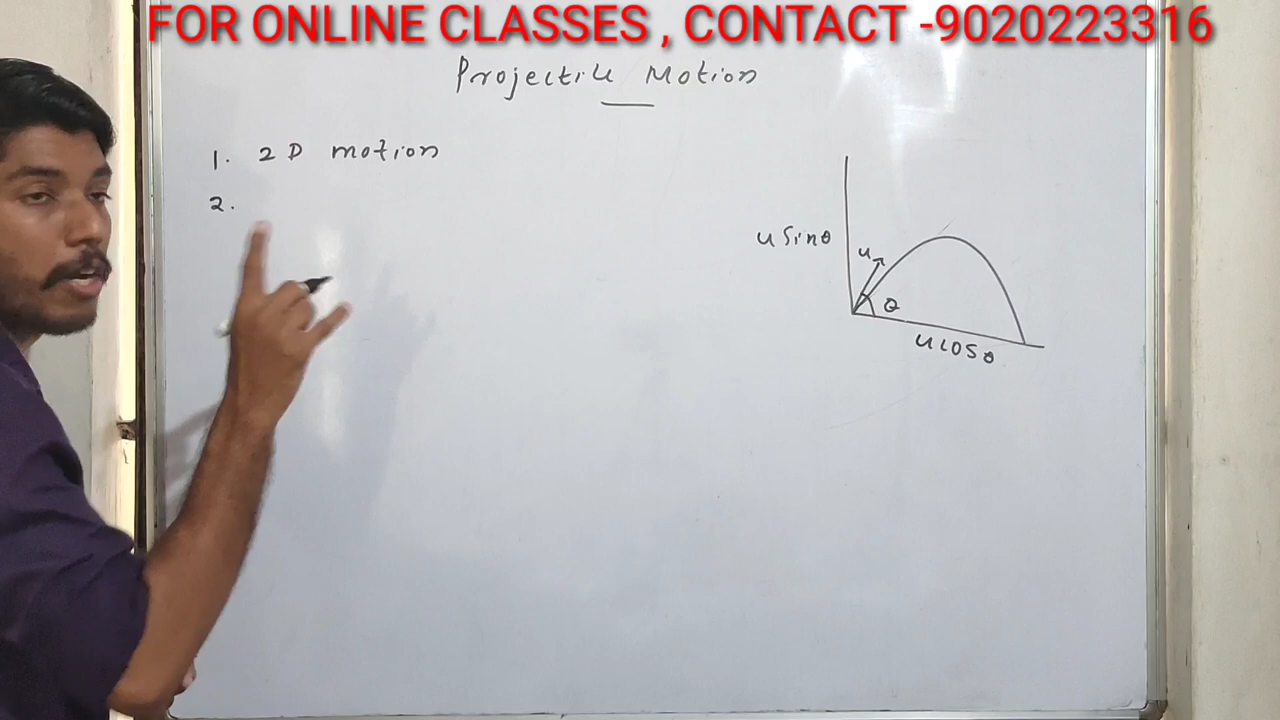 FOR ONLINE CLASSES , CONTACT -9020223316
Projectile Motion
1. 2D motion
2.
u sinθ
u
θ
u cosθ